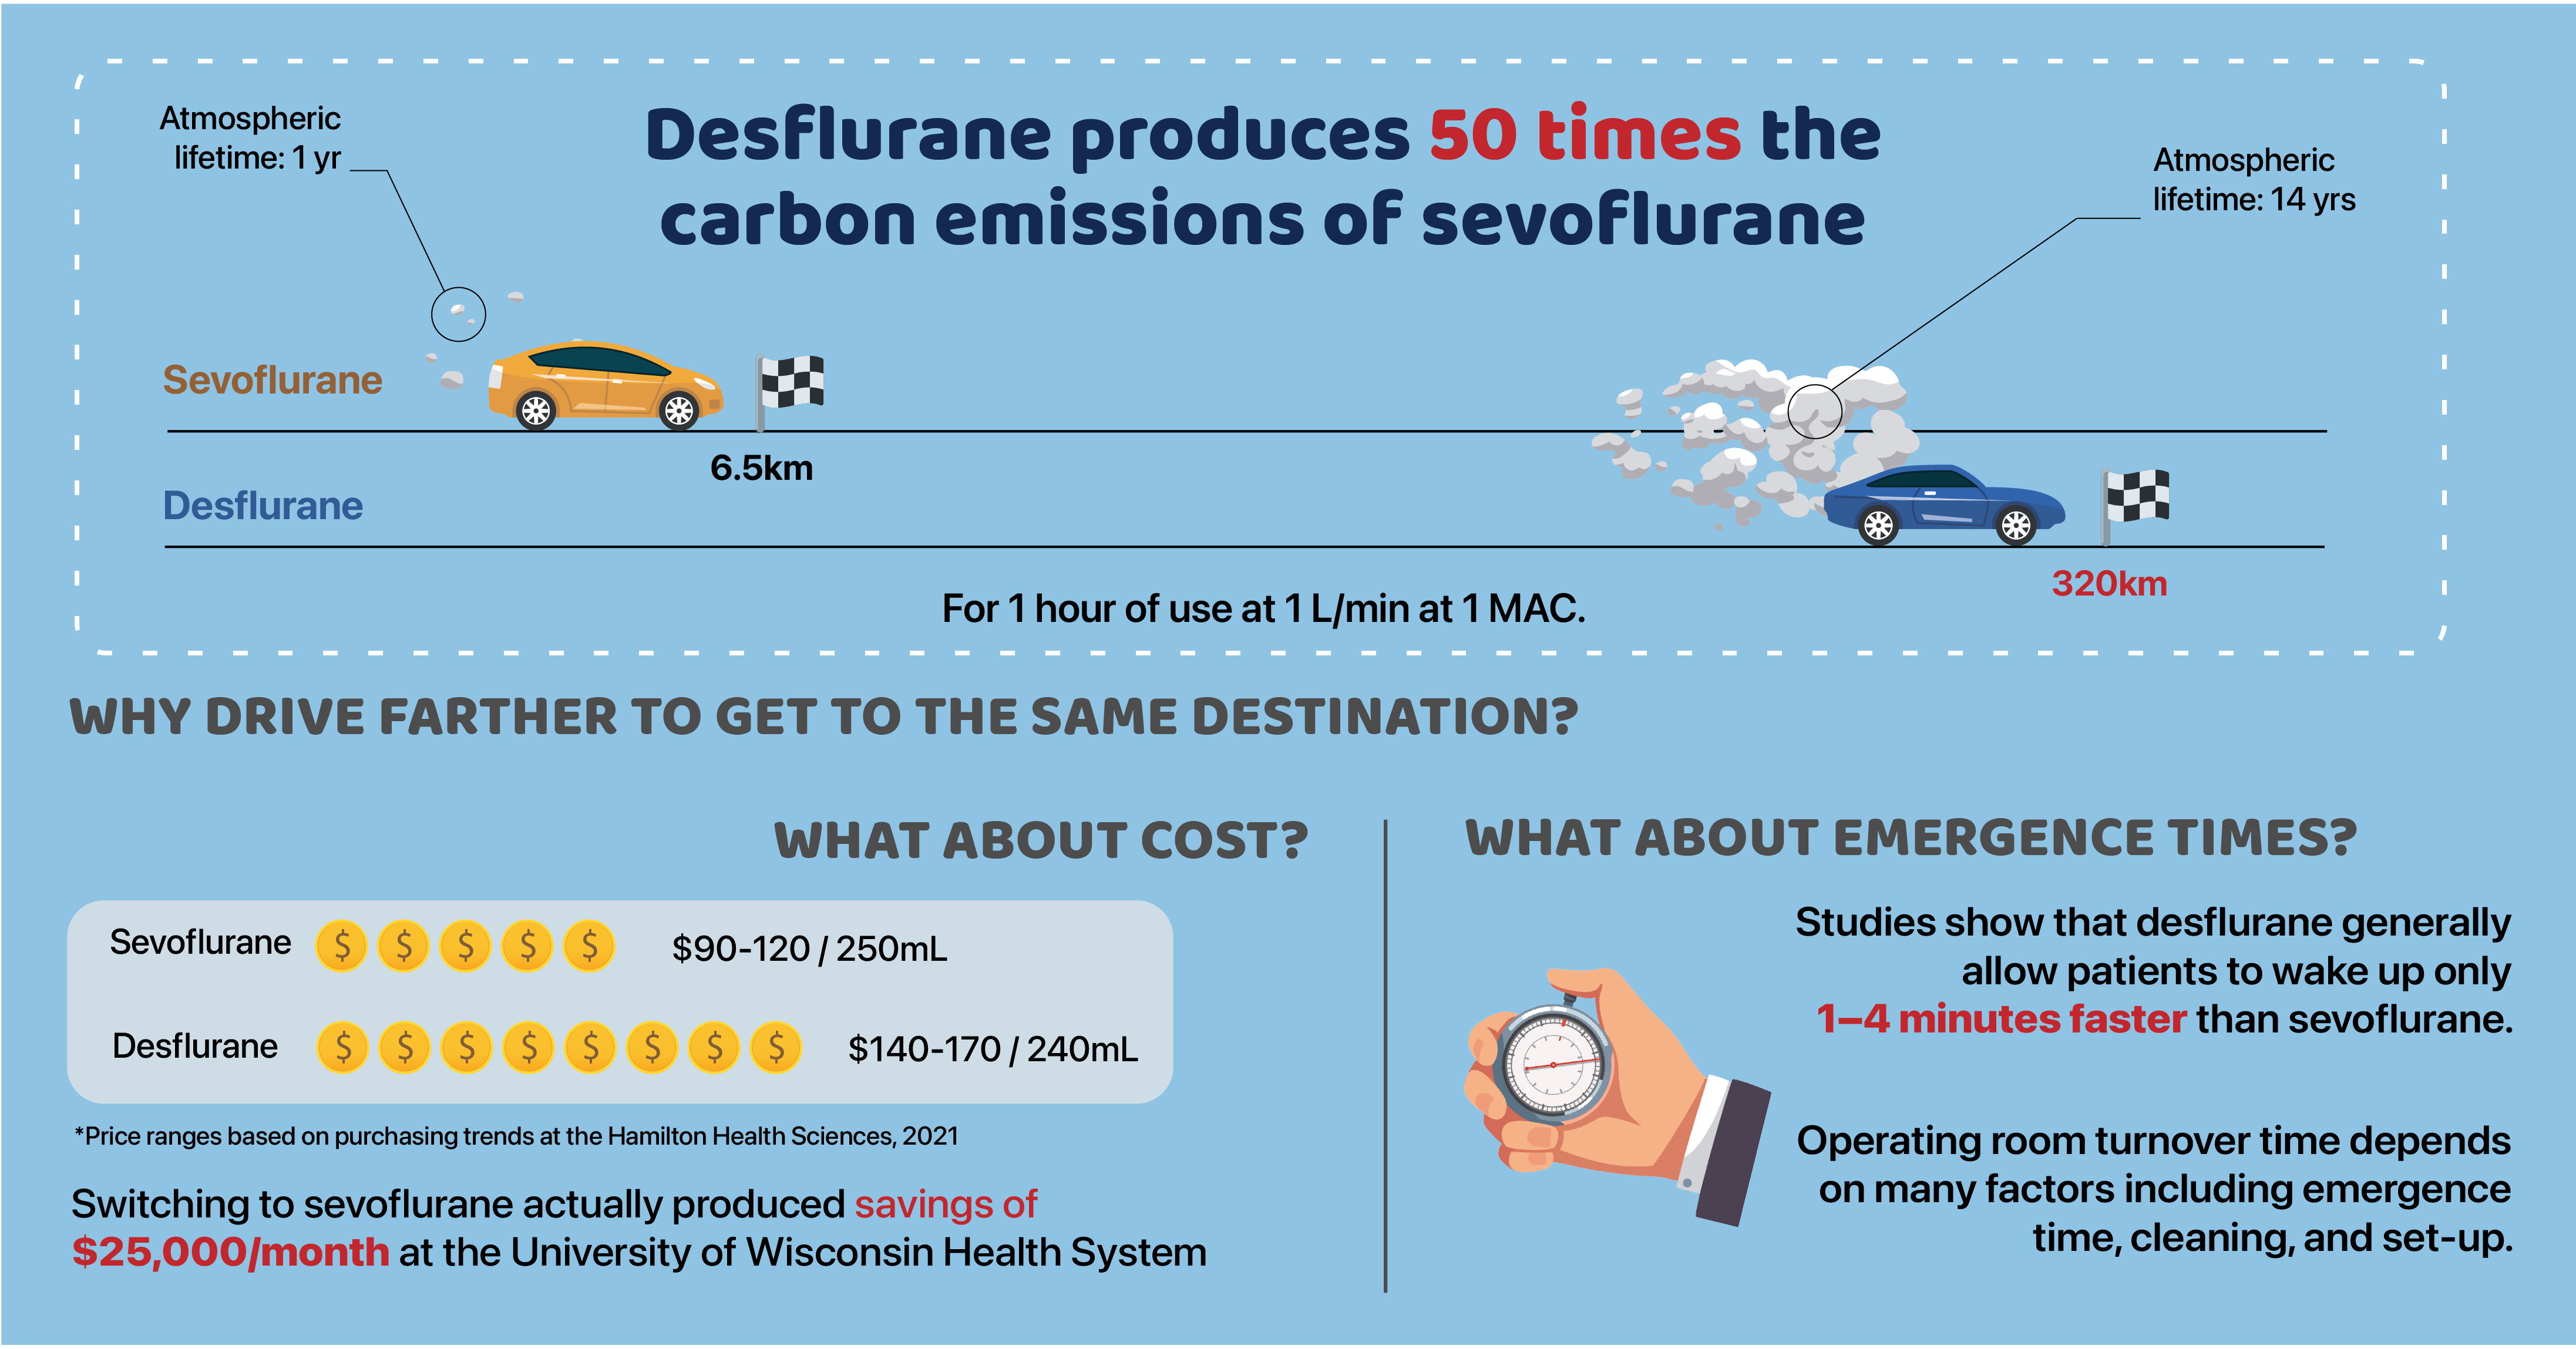 Atmospheric
lifetime: 1 yr
Desflurane produces 50 times the
carbon emissions of sevoflurane
Atmospheric
lifetime: 14 yrs
Sevoflurane
6.5km
Desflurane
320km
For 1 hour of use at 1 L/min at 1 MAC.
WHY DRIVE FARTHER TO GET TO THE SAME DESTINATION?
WHAT ABOUT COST?
Sevoflurane $ $ $ $ $ $90-120 / 250mL
Desflurane $ $ $ $ $ $ $ $ $140-170 / 240mL
*Price ranges based on purchasing trends at the Hamilton Health Sciences, 2021
Switching to sevoflurane actually produced savings of
$25,000/month at the University of Wisconsin Health System
WHAT ABOUT EMERGENCE TIMES?
Studies show that desflurane generally
allow patients to wake up only
1–4 minutes faster than sevoflurane.
Operating room turnover time depends
on many factors including emergence
time, cleaning, and set-up.